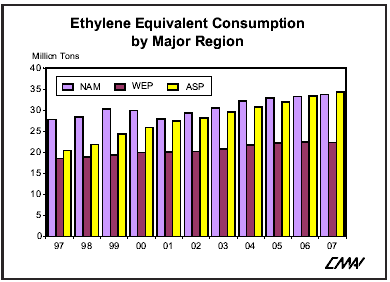 Ethylene Equivalent Consumption
by Major Region
Million Tons
40
35
30
25
20
15
10
5
0
NAM WEP ASP
97 98 99 00 01 02 03 04 05 06 07
CMAI